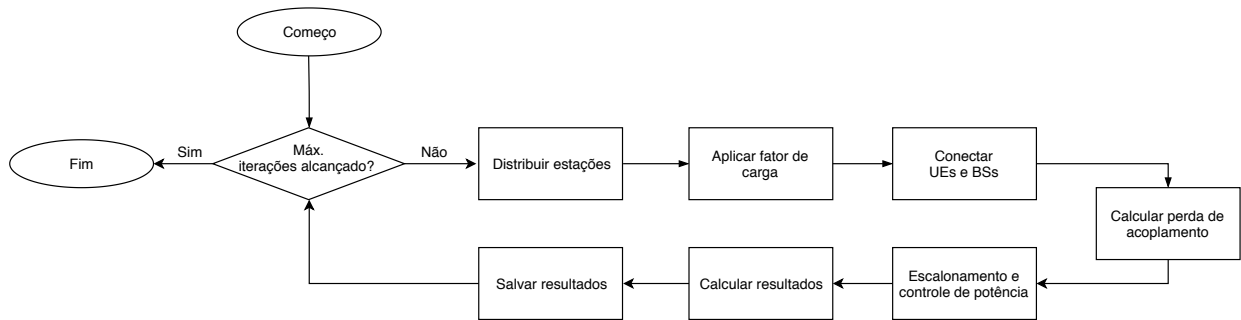 Começo
Máx.
iterações alcançado?
Sim
Fim
Não
Distribuir estações
Aplicar fator de
carga
Conectar
UEs e BSs
Calcular perda de
acoplamento
Escalonamento e
controle de potência
Calcular resultados
Salvar resultados